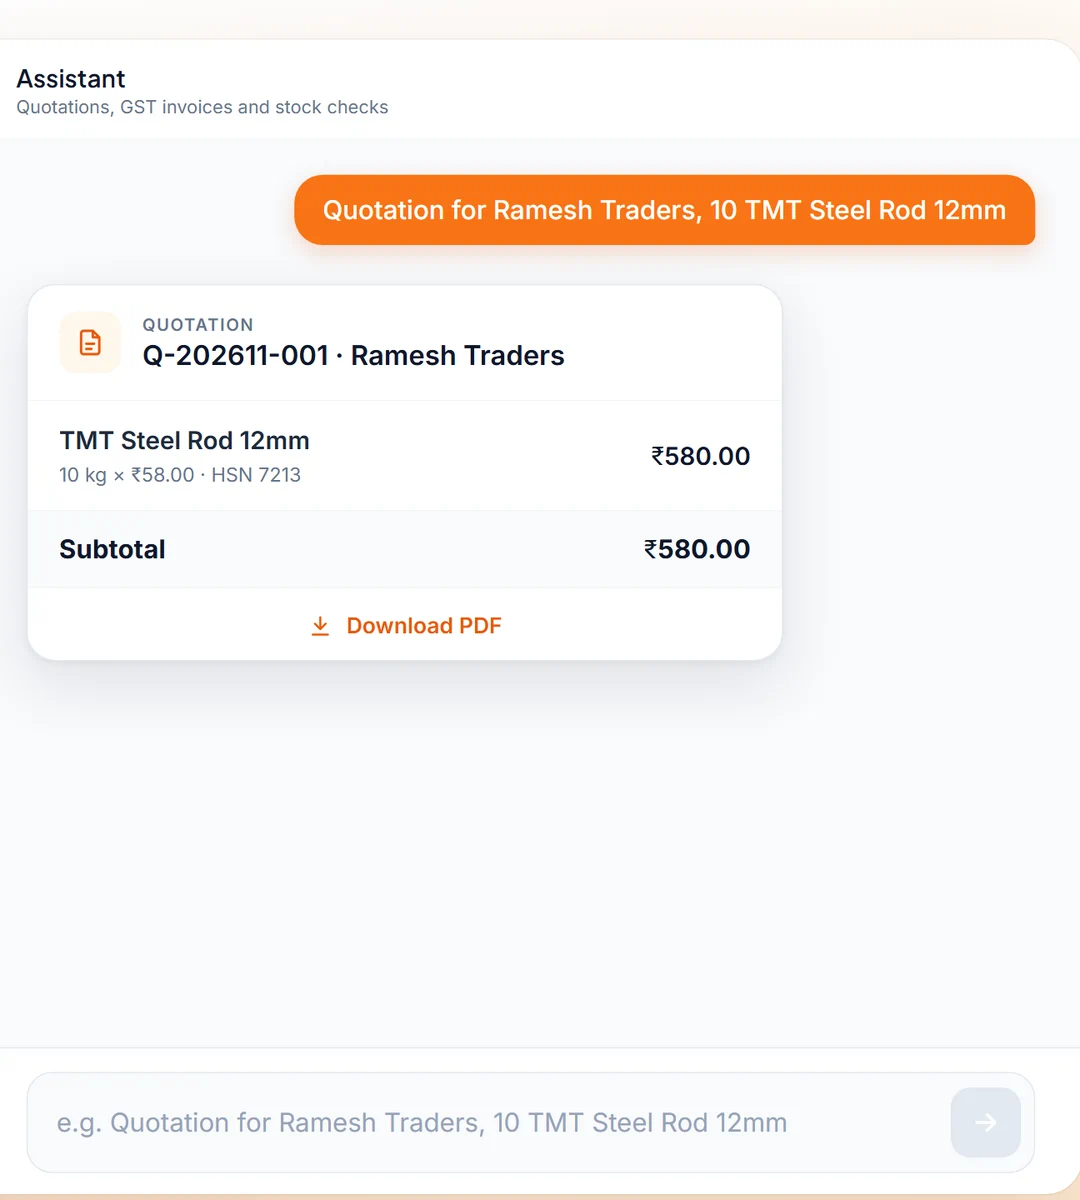 Assistant
Quotations, GST invoices and stock checks
Quotation for Ramesh Traders, 10 TMT Steel Rod 12mm
QUOTATION
Q-202611-001 · Ramesh Traders
TMT Steel Rod 12mm
10 kg × ₹58.00 · HSN 7213
₹580.00
Subtotal
₹580.00
Download PDF
e.g. Quotation for Ramesh Traders, 10 TMT Steel Rod 12mm